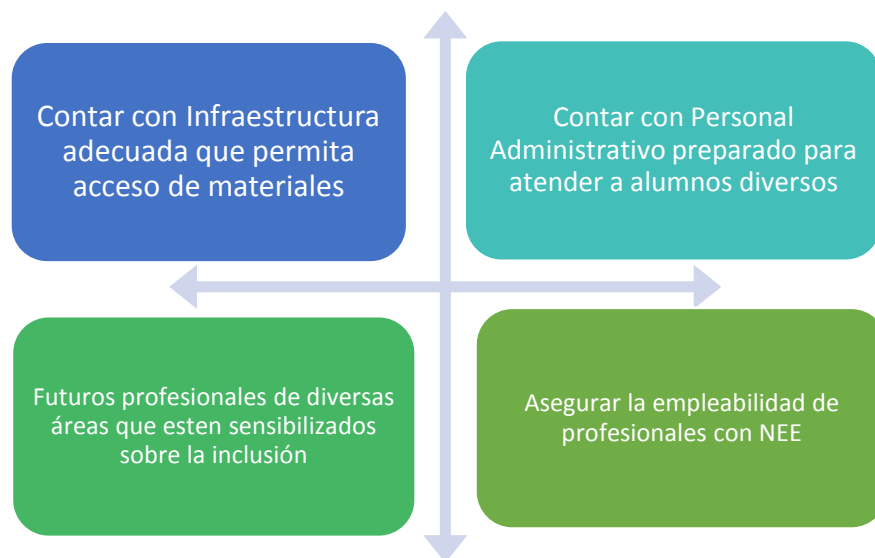 Contar con Infraestructura
adecuada que permita
acceso de materiales
Contar con Personal
Administrativo preparado para
atender a alumnos diversos
Futuros profesionales de diversas
áreas que esten sensibilizados
sobre la inclusión
Asegurar la empleabilidad de
profesionales con NEE